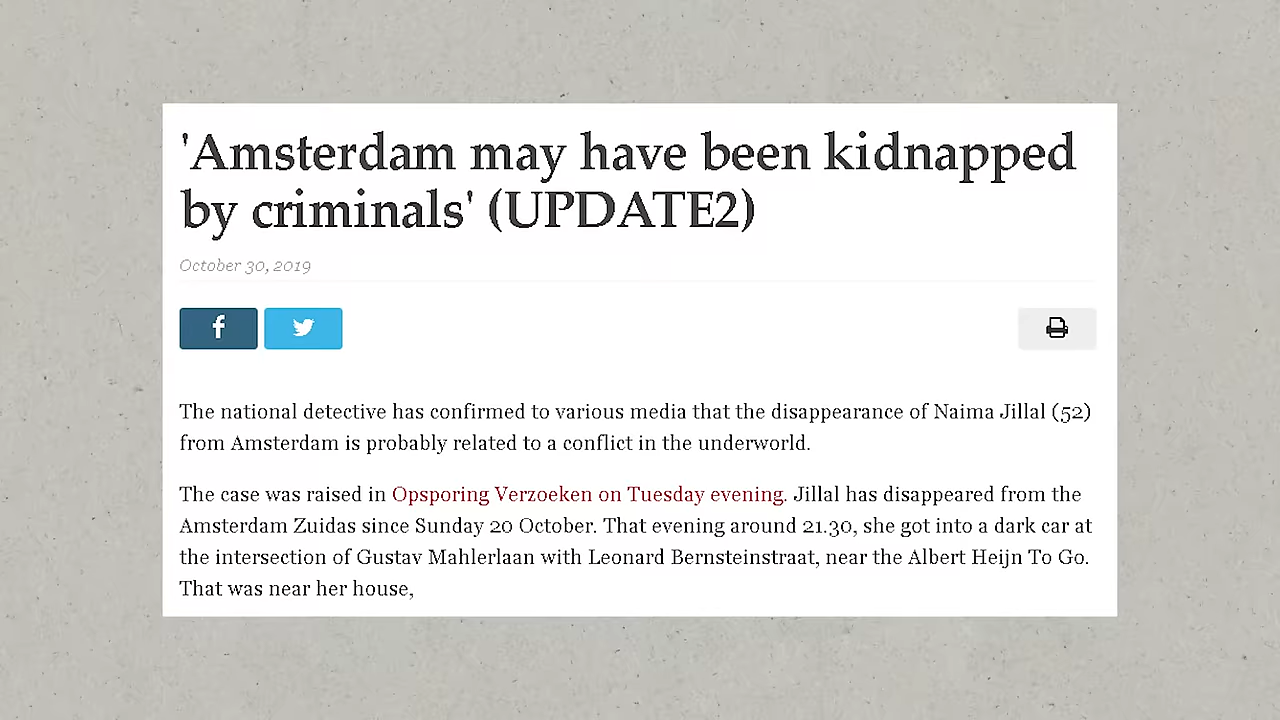 'Amsterdam may have been kidnapped
by criminals' (UPDATE2)
October 30, 2019
The national detective has confirmed to various media that the disappearance of Naima Jillal (52)
from Amsterdam is probably related to a conflict in the underworld.
The case was raised in Opsporing Verzoeken on Tuesday evening. Jillal has disappeared from the
Amsterdam Zuidas since Sunday 20 October. That evening around 21.30, she got into a dark car at
the intersection of Gustav Mahlerlaan with Leonard Bernsteinstraat, near the Albert Heijn To Go.
That was near her house,